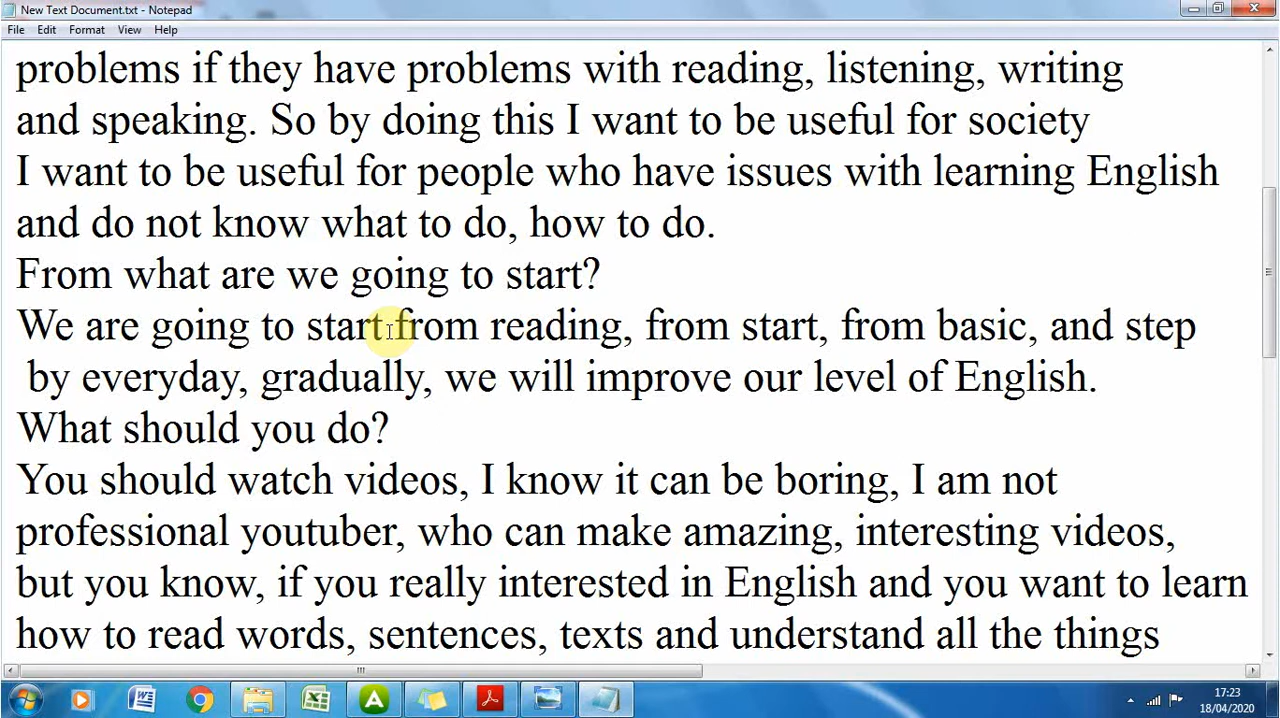 New Text Document.txt - Notepad
File Edit Format View Help
problems if they have problems with reading, listening, writing
and speaking. So by doing this I want to be useful for society
I want to be useful for people who have issues with learning English
and do not know what to do, how to do.
From what are we going to start?
We are going to start from reading, from start, from basic, and step
by everyday, gradually, we will improve our level of English.
What should you do?
You should watch videos, I know it can be boring, I am not
professional youtuber, who can make amazing, interesting videos,
but you know, if you really interested in English and you want to learn
how to read words, sentences, texts and understand all the things
17:23
18/04/2020